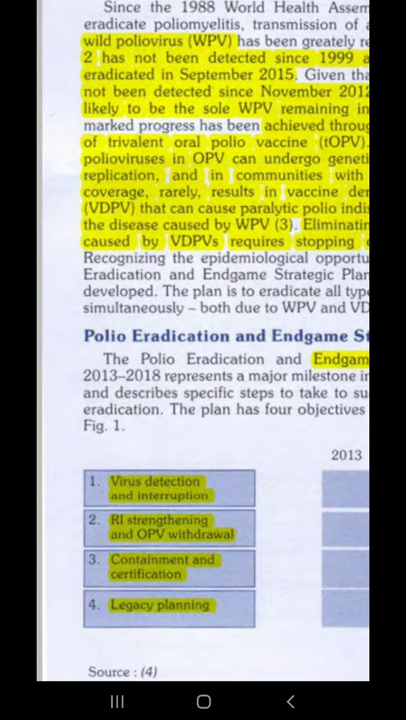 Since the 1988 World Health Assem
eradicate poliomyelitis, transmission of
wild poliovirus (WPV) has been greately re
2 has not been detected since 1999 a
eradicated in September 2015. Given tha
not been detected since November 2012
likely to be the sole WPV remaining in
marked progress has been achieved throug
of trivalent oral polio vaccine (tOPV).
polioviruses in OPV can undergo geneti
replication, and in communities with
coverage, rarely, results in vaccine der
(VDPV) that can cause paralytic polio indis
the disease caused by WPV (3). Eliminatin
caused by VDPVs requires stopping
Recognizing the epidemiological opportu
Eradication and Endgame Strategic Plan
developed. The plan is to eradicate all type
simultaneously – both due to WPV and VD
Polio Eradication and Endgame St
The Polio Eradication and Endgam
2013–2018 represents a major milestone in
and describes specific steps to take to su
eradication. The plan has four objectives
Fig. 1.
2013
1. Virus detection
and interruption
2. RI strengthening
and OPV withdrawal
3. Containment and
certification
4. Legacy planning
Source : (4)